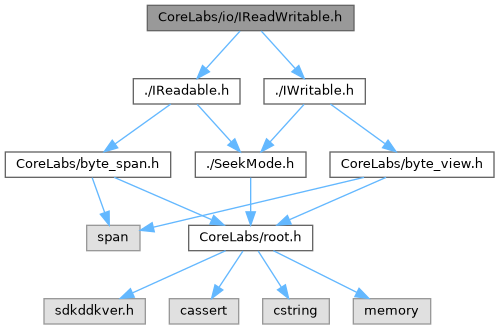 CoreLabs/io/IReadWritable.h
./IReadable.h
./IWritable.h
CoreLabs/byte_span.h
./SeekMode.h
CoreLabs/byte_view.h
span
CoreLabs/root.h
sdkddkver.h
cassert
cstring
memory